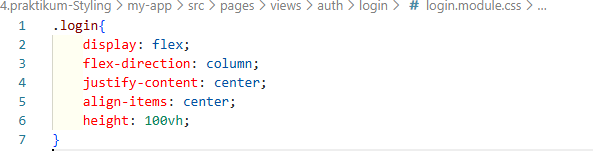 4.praktikum-Styling > my-app > src > pages > views > auth > login > # login.module.css > ...
1 .login{
2 display: flex;
3 flex-direction: column;
4 justify-content: center;
5 align-items: center;
6 height: 100vh;
7 }